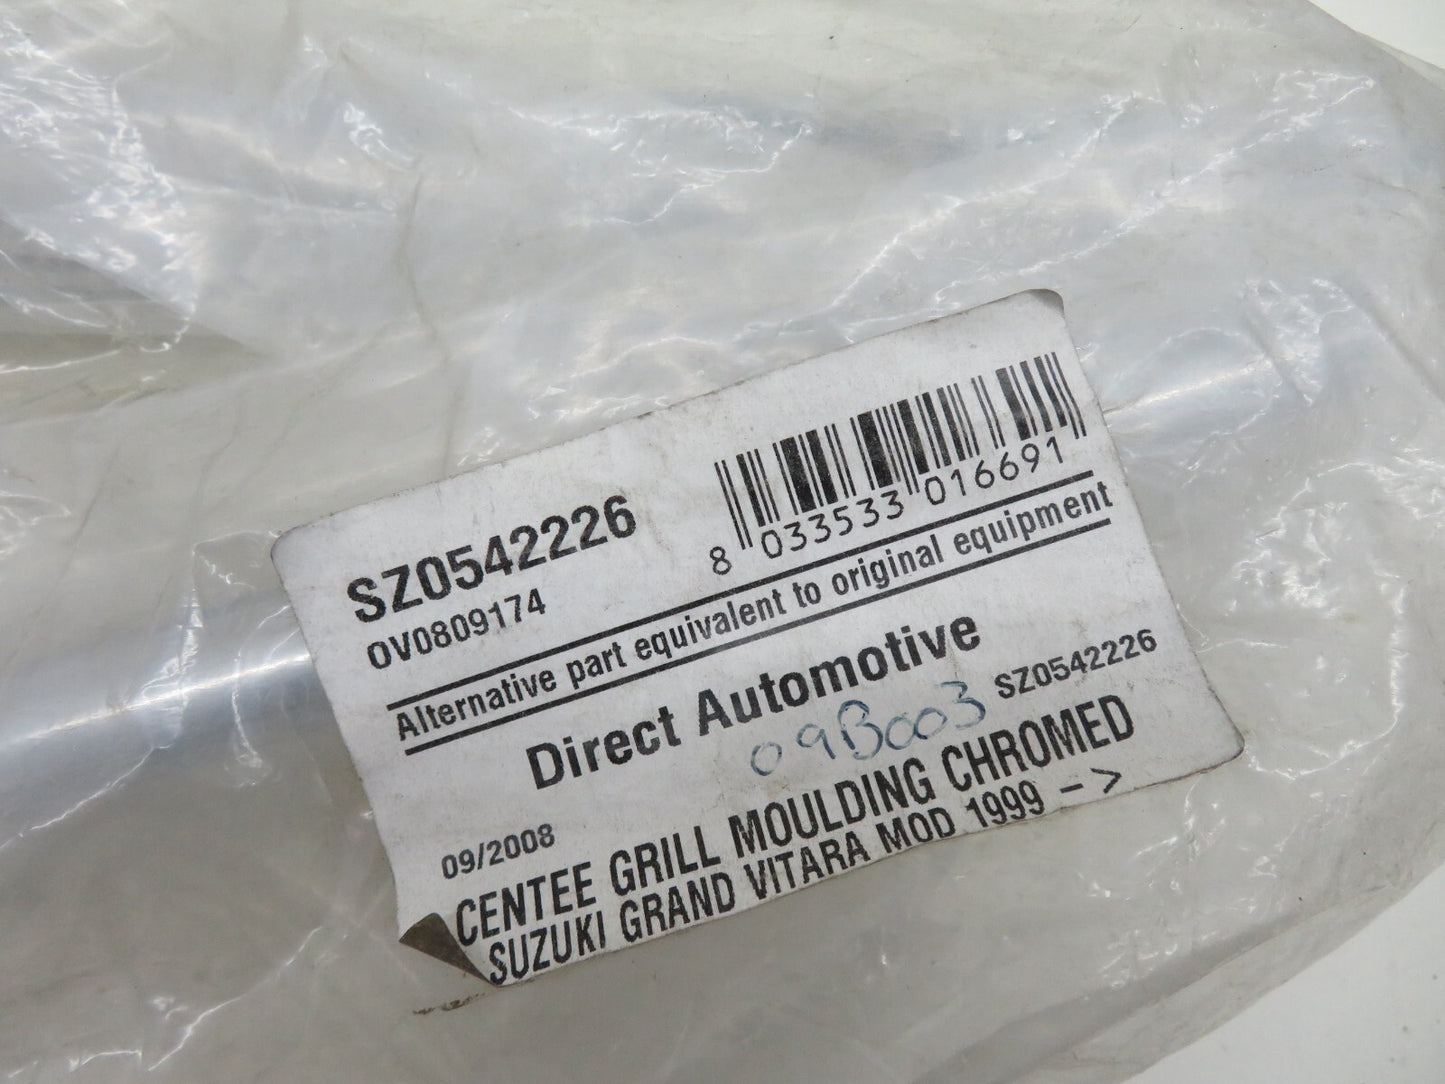 SZ0542226
OV0809174
8 033533 016691
Alternative part equivalent to original equipment
Direct Automotive
09B003
SZ0542226
09/2008
CENTEE GRILL MOULDING CHROMED
SUZUKI GRAND VITARA MOD 1999 - >